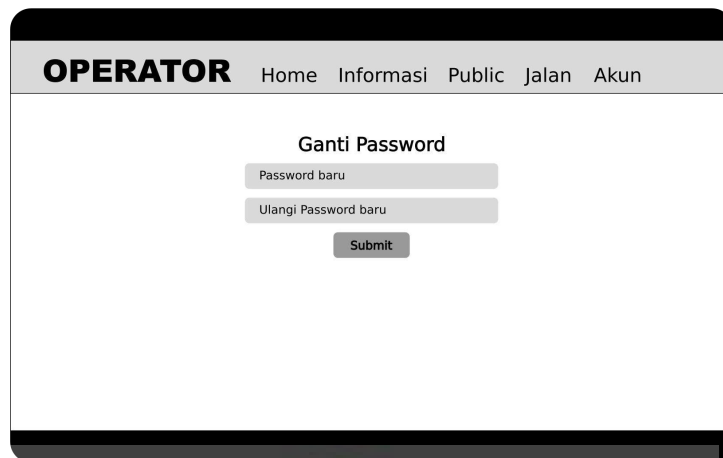 OPERATOR Home Informasi Public Jalan Akun
Ganti Password
Password baru
Ulangi Password baru
Submit